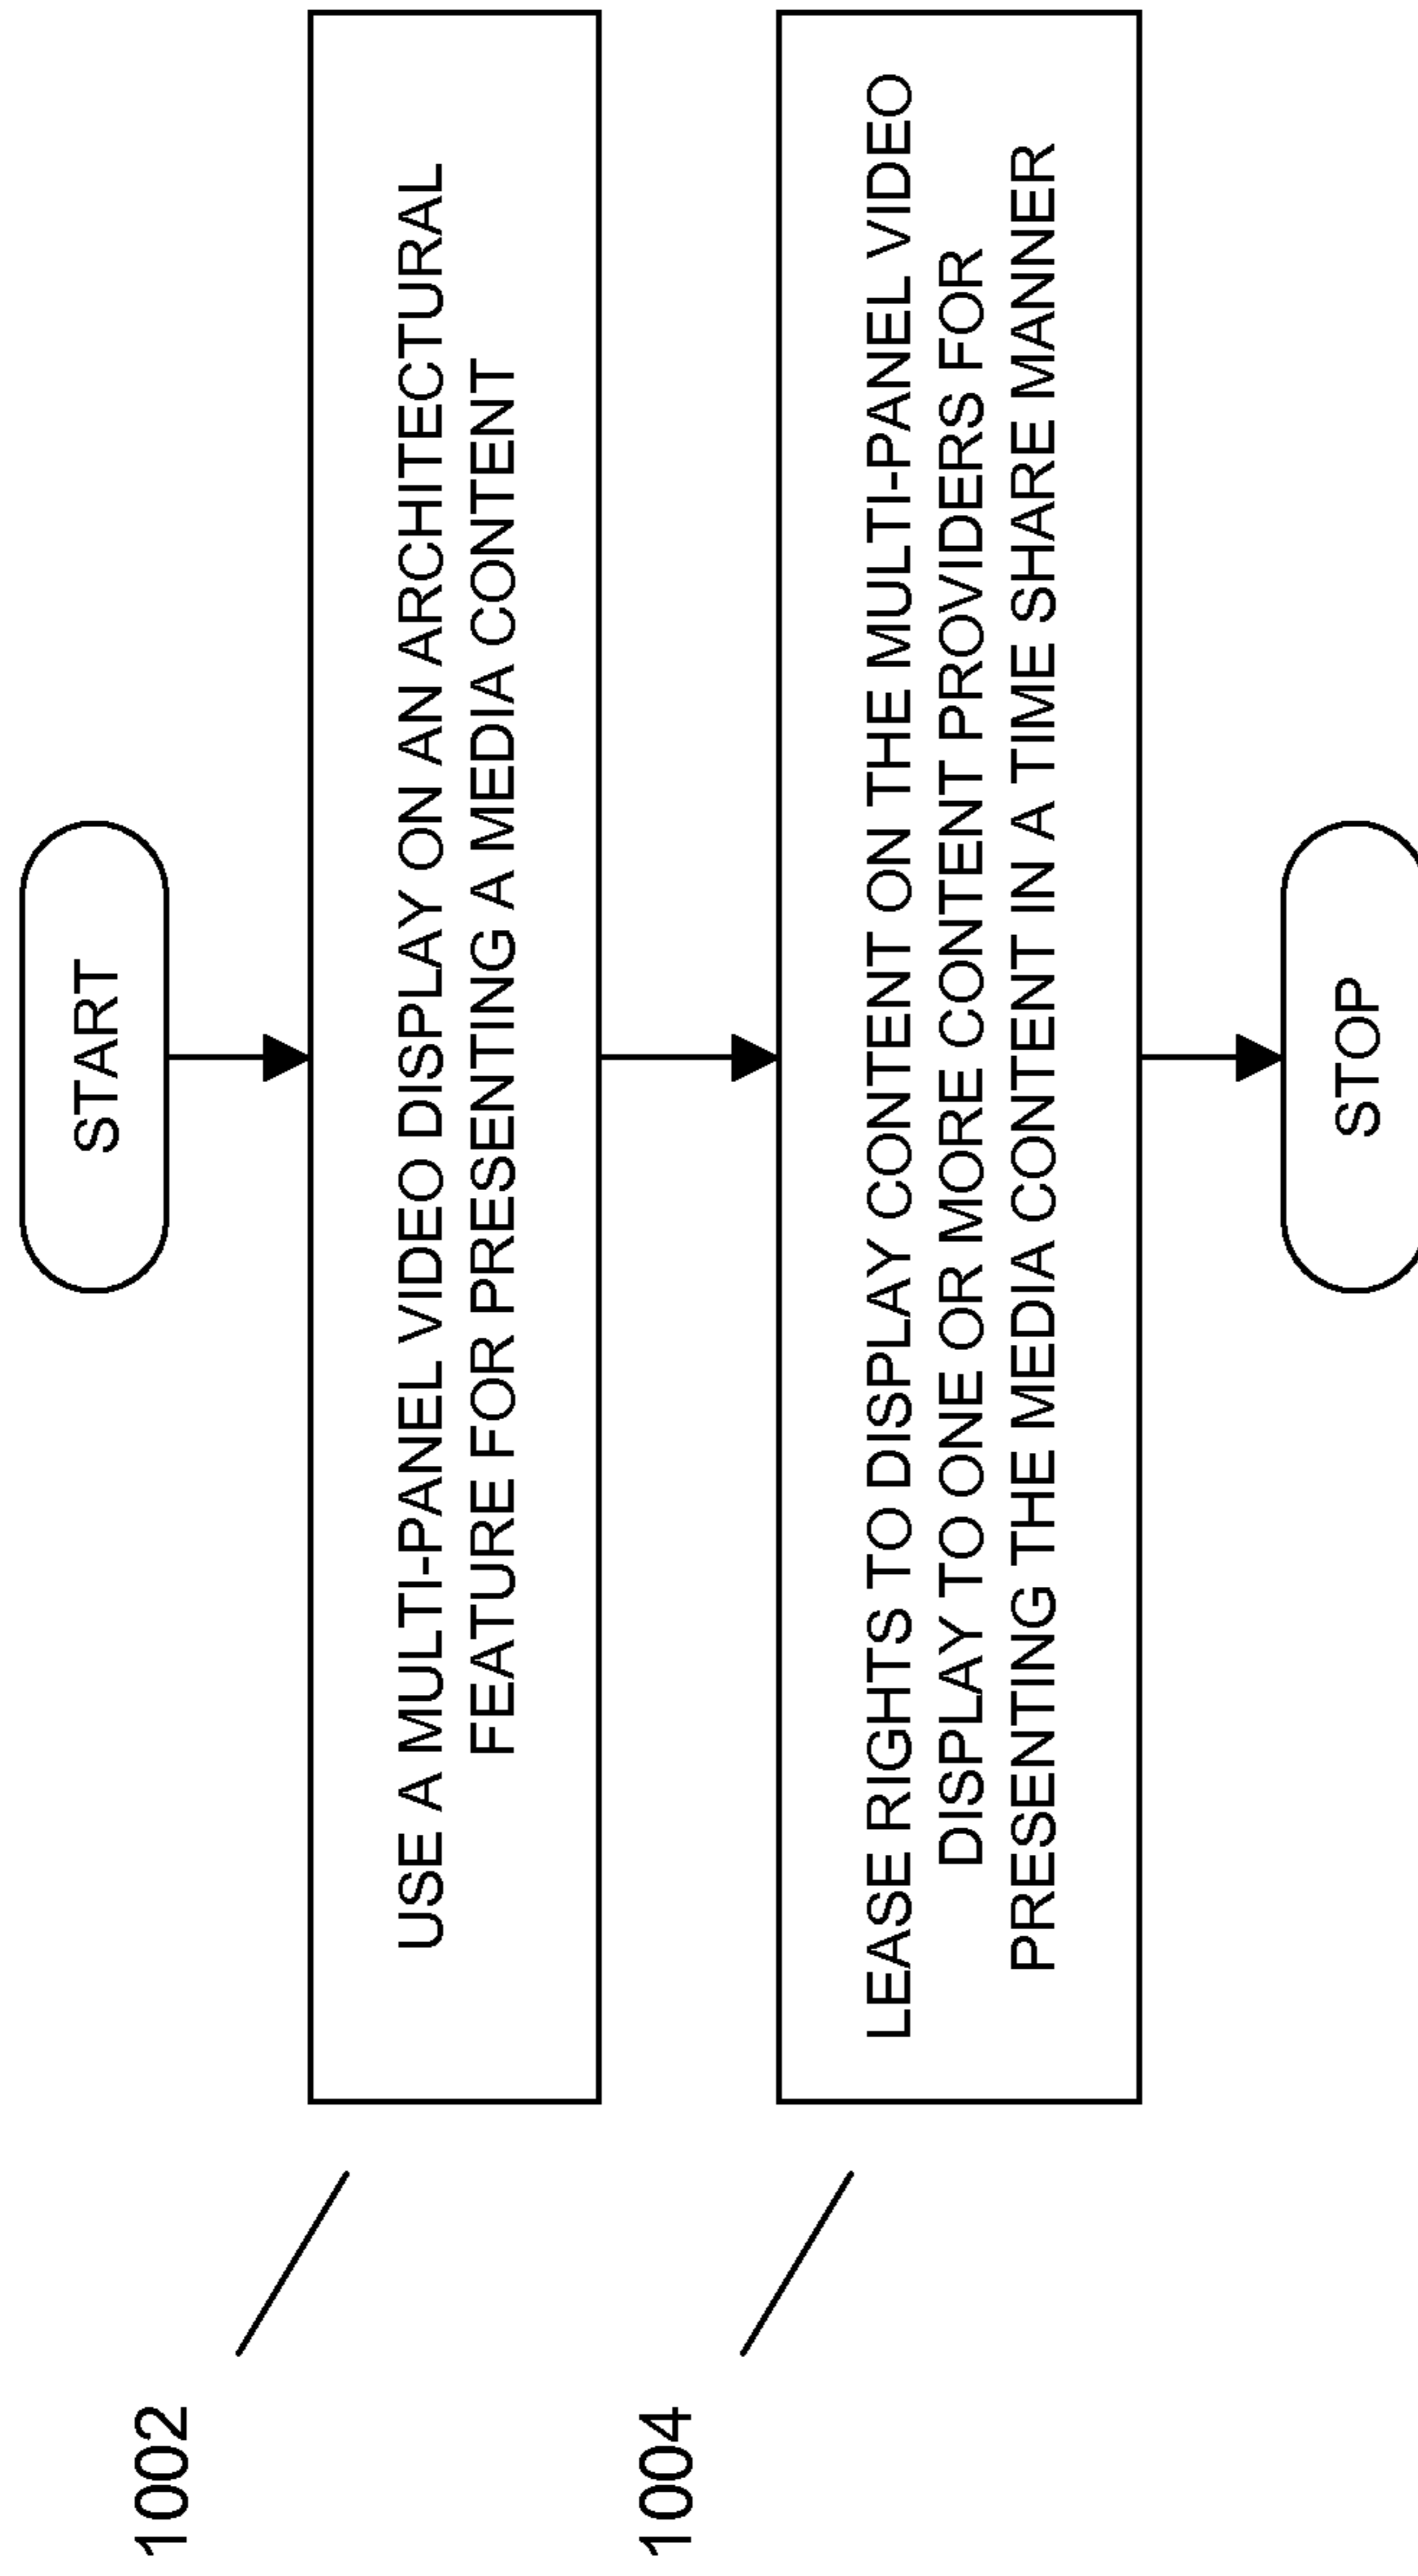 START
1002
USE A MULTI-PANEL VIDEO DISPLAY ON AN ARCHITECTURAL
FEATURE FOR PRESENTING A MEDIA CONTENT
1004
LEASE RIGHTS TO DISPLAY CONTENT ON THE MULTI-PANEL VIDEO
DISPLAY TO ONE OR MORE CONTENT PROVIDERS FOR
PRESENTING THE MEDIA CONTENT IN A TIME SHARE MANNER
STOP